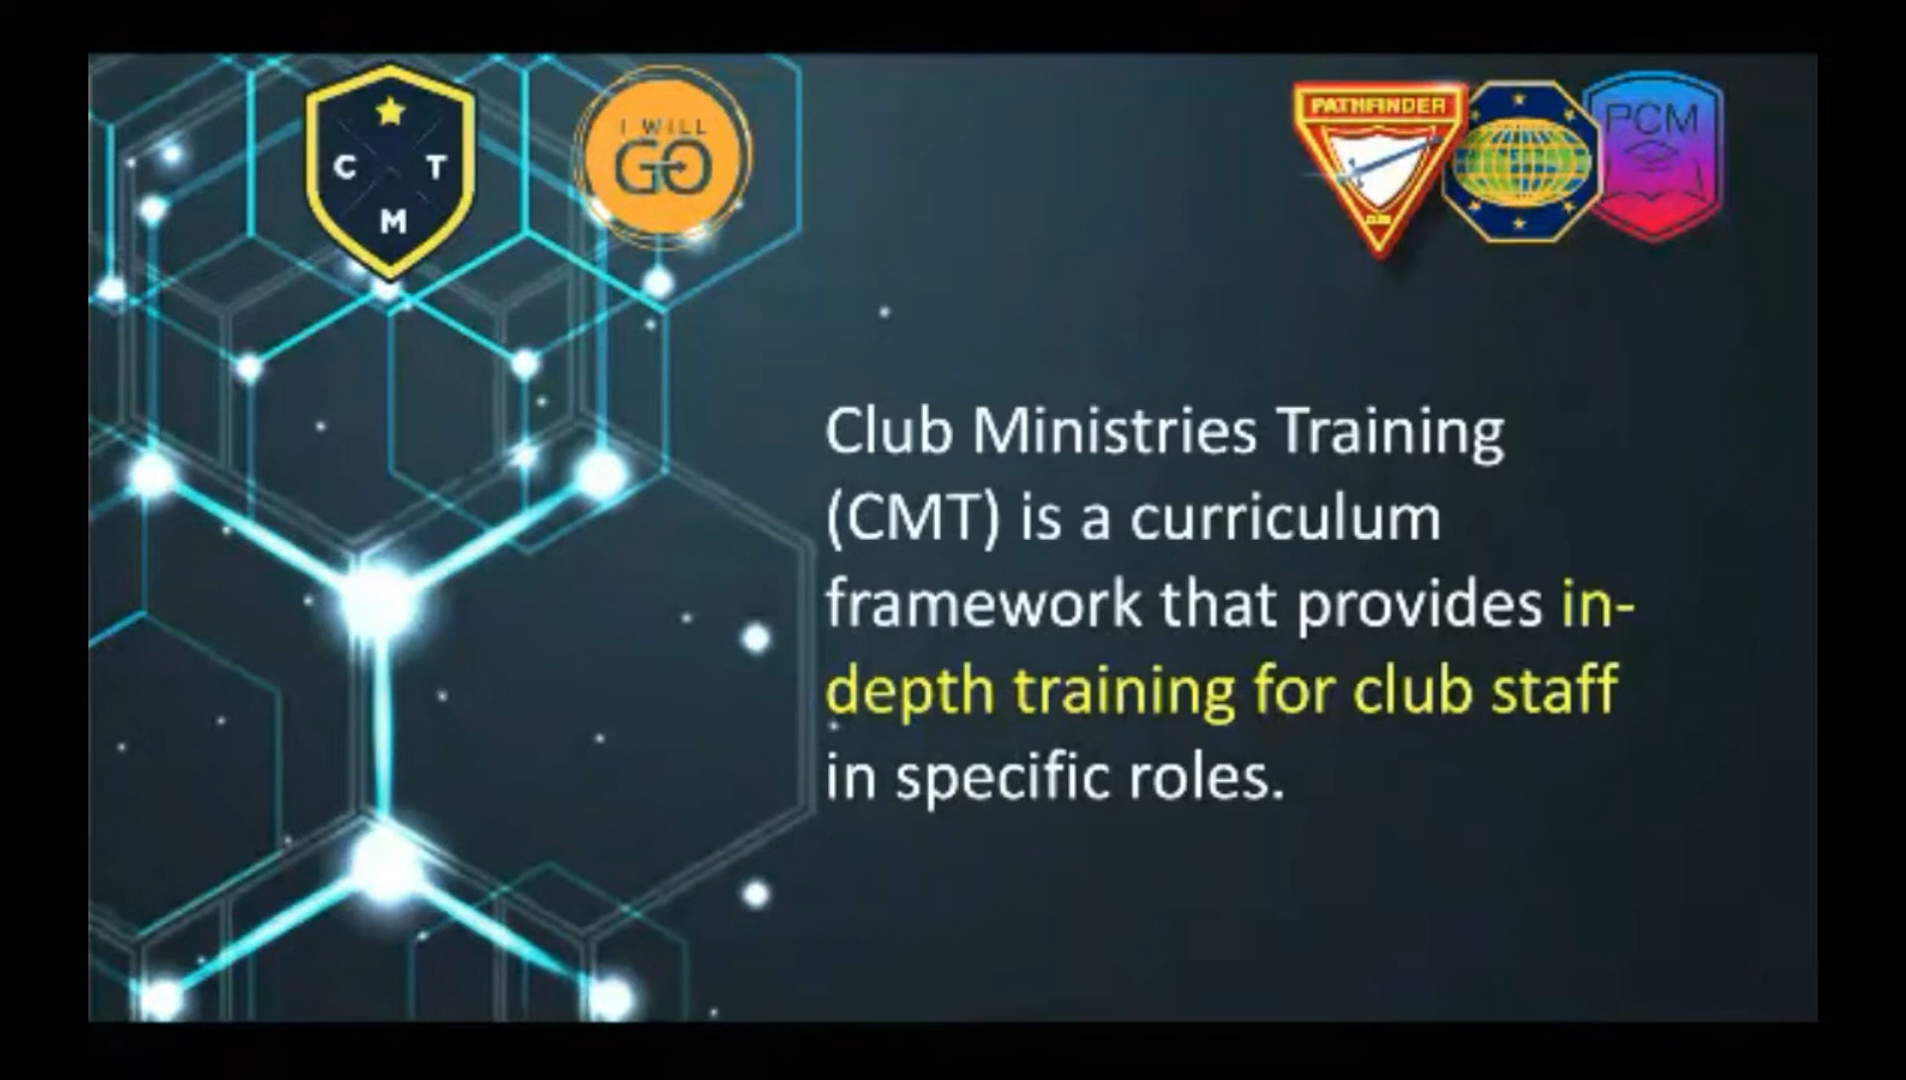 C T
M
I WILL
GO
PATHFINDER
PCM
Club Ministries Training
(CMT) is a curriculum
framework that provides in-
depth training for club staff
in specific roles.